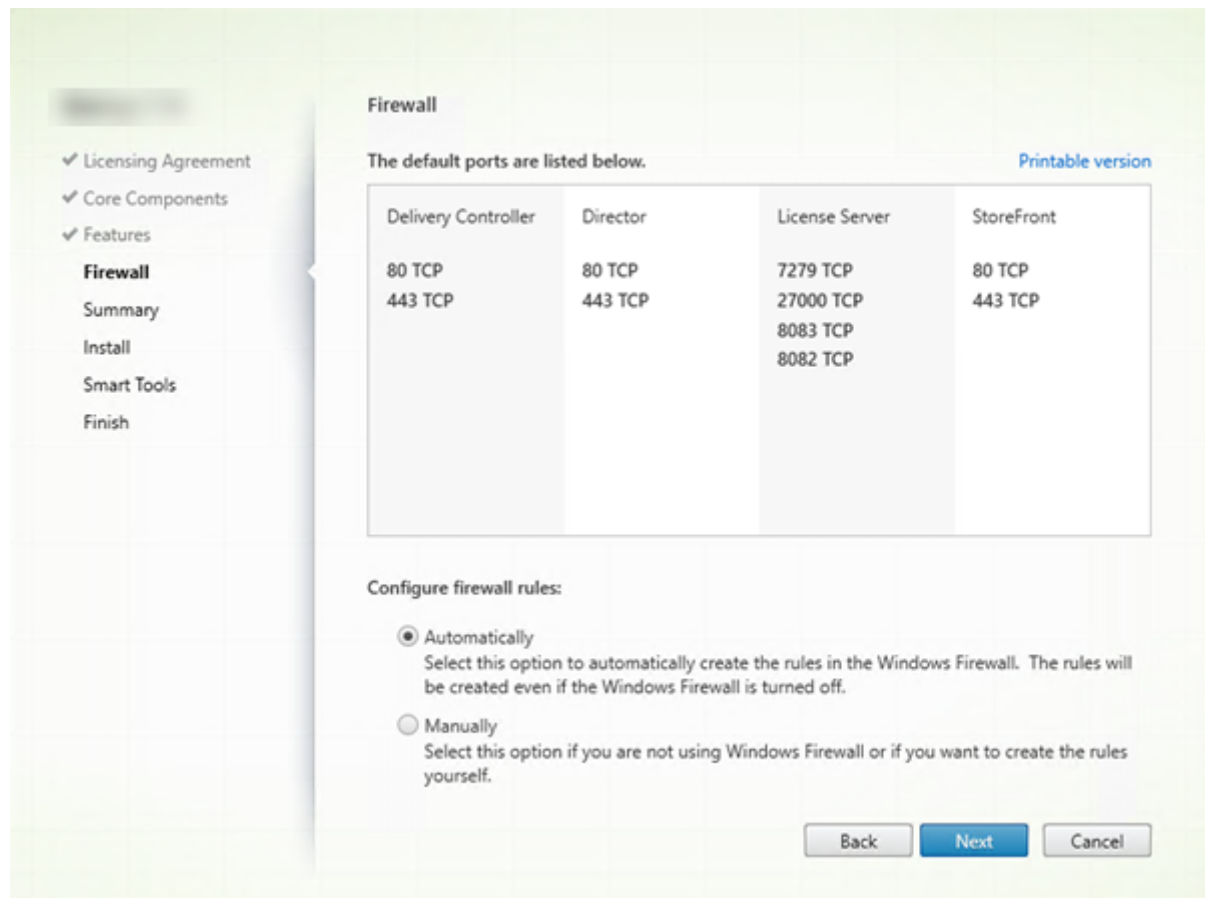 Firewall
Licensing Agreement
Core Components
Features
Firewall
Summary
Install
Smart Tools
Finish
The default ports are listed below.
Printable version
Delivery Controller
80 TCP
443 TCP
Director
80 TCP
443 TCP
License Server
7279 TCP
27000 TCP
8083 TCP
8082 TCP
StoreFront
80 TCP
443 TCP
Configure firewall rules:
Automatically
Select this option to automatically create the rules in the Windows Firewall. The rules will
be created even if the Windows Firewall is turned off.
Manually
Select this option if you are not using Windows Firewall or if you want to create the rules
yourself.
Back
Next
Cancel